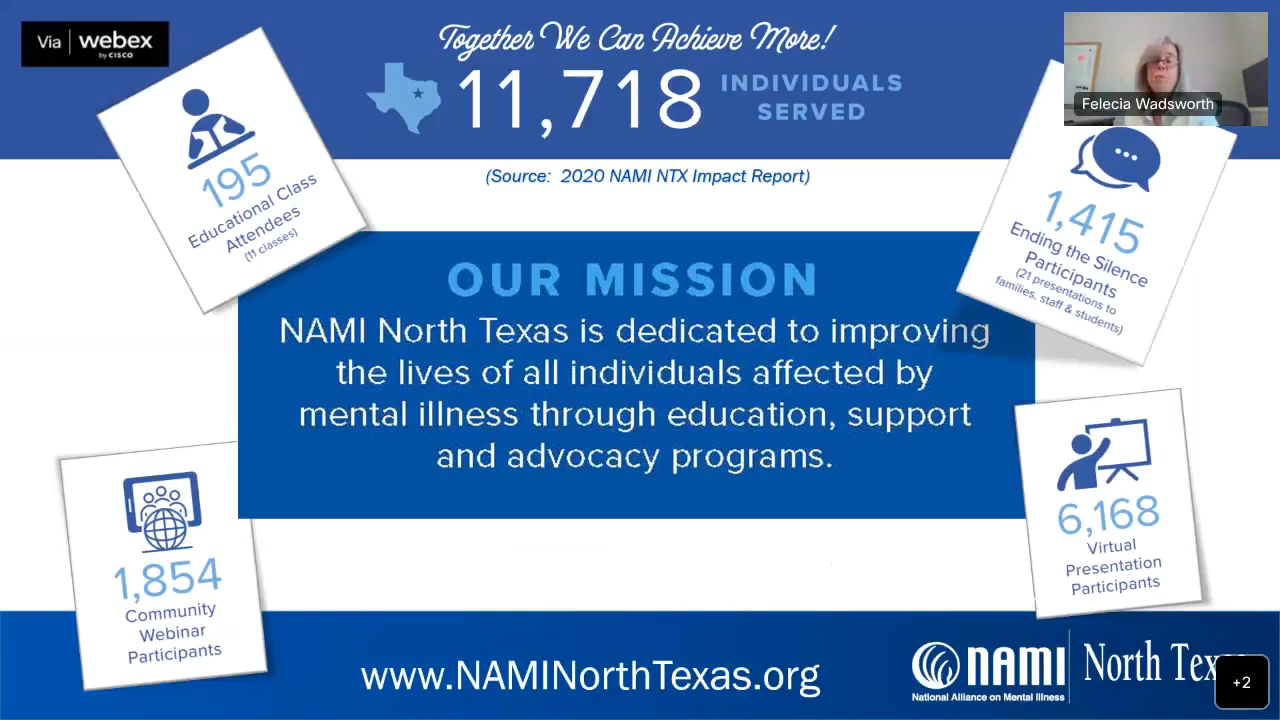 Via | webex
by CISCO
Together We Can Achieve More!
11,718
INDIVIDUALS
SERVED
Felecia Wadsworth
(Source: 2020 NAMI NTX Impact Report)
195
Educational Class
Attendees
(11 classes)
1,415
Ending the Silence
Participants
(21 presentations to
families, staff & students)
OUR MISSION
NAMI North Texas is dedicated to improving
the lives of all individuals affected by
mental illness through education, support
and advocacy programs.
1,854
Community
Webinar
Participants
6,168
Virtual
Presentation
Participants
www.NAMINorthTexas.org
NAMI North Texas
National Alliance on Mental Illness
+2